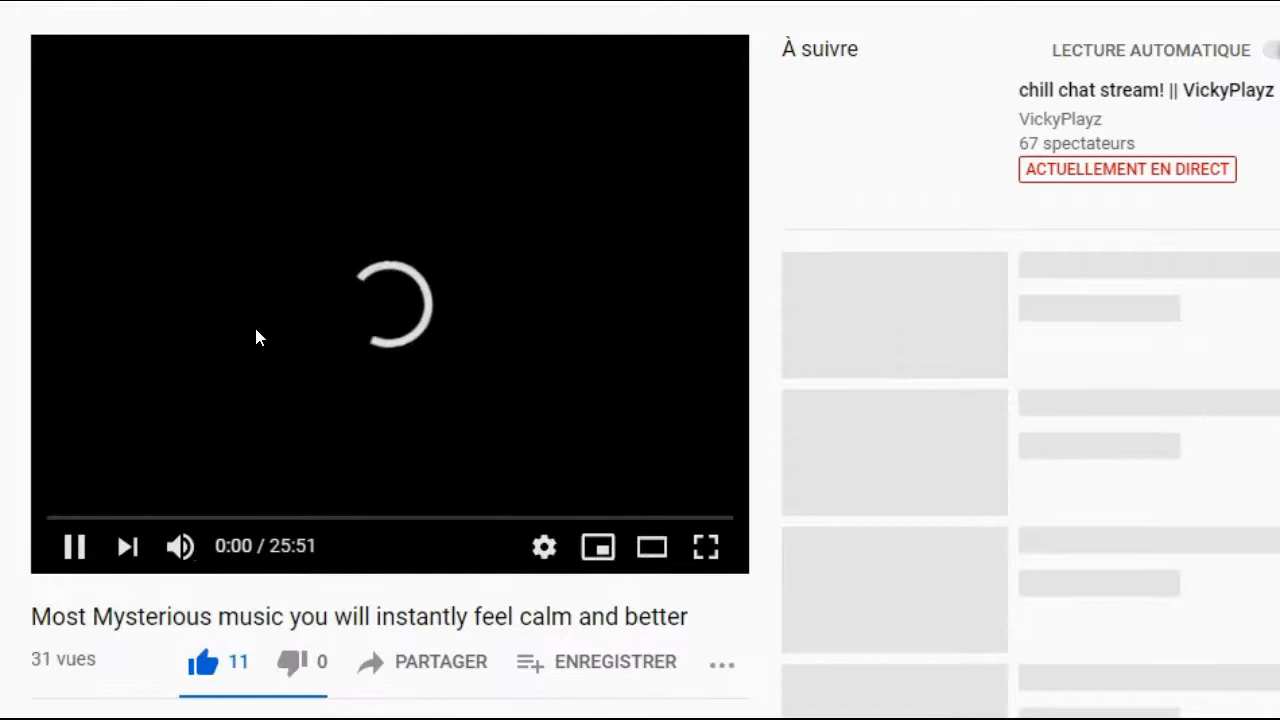 À suivre
LECTURE AUTOMATIQUE
chill chat stream! || VickyPlayz
VickyPlayz
67 spectateurs
ACTUELLEMENT EN DIRECT
0:00 / 25:51
Most Mysterious music you will instantly feel calm and better
31 vues
11
0
PARTAGER
ENREGISTRER